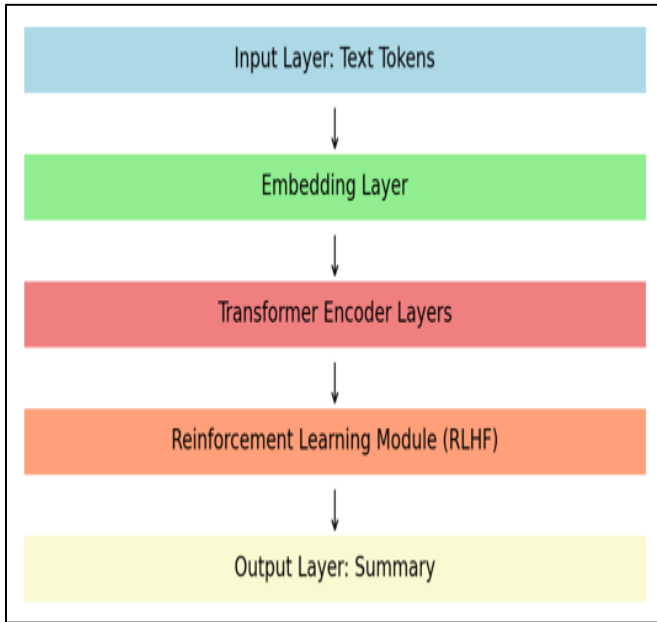 Input Layer: Text Tokens
Embedding Layer
Transformer Encoder Layers
Reinforcement Learning Module (RLHF)
Output Layer: Summary